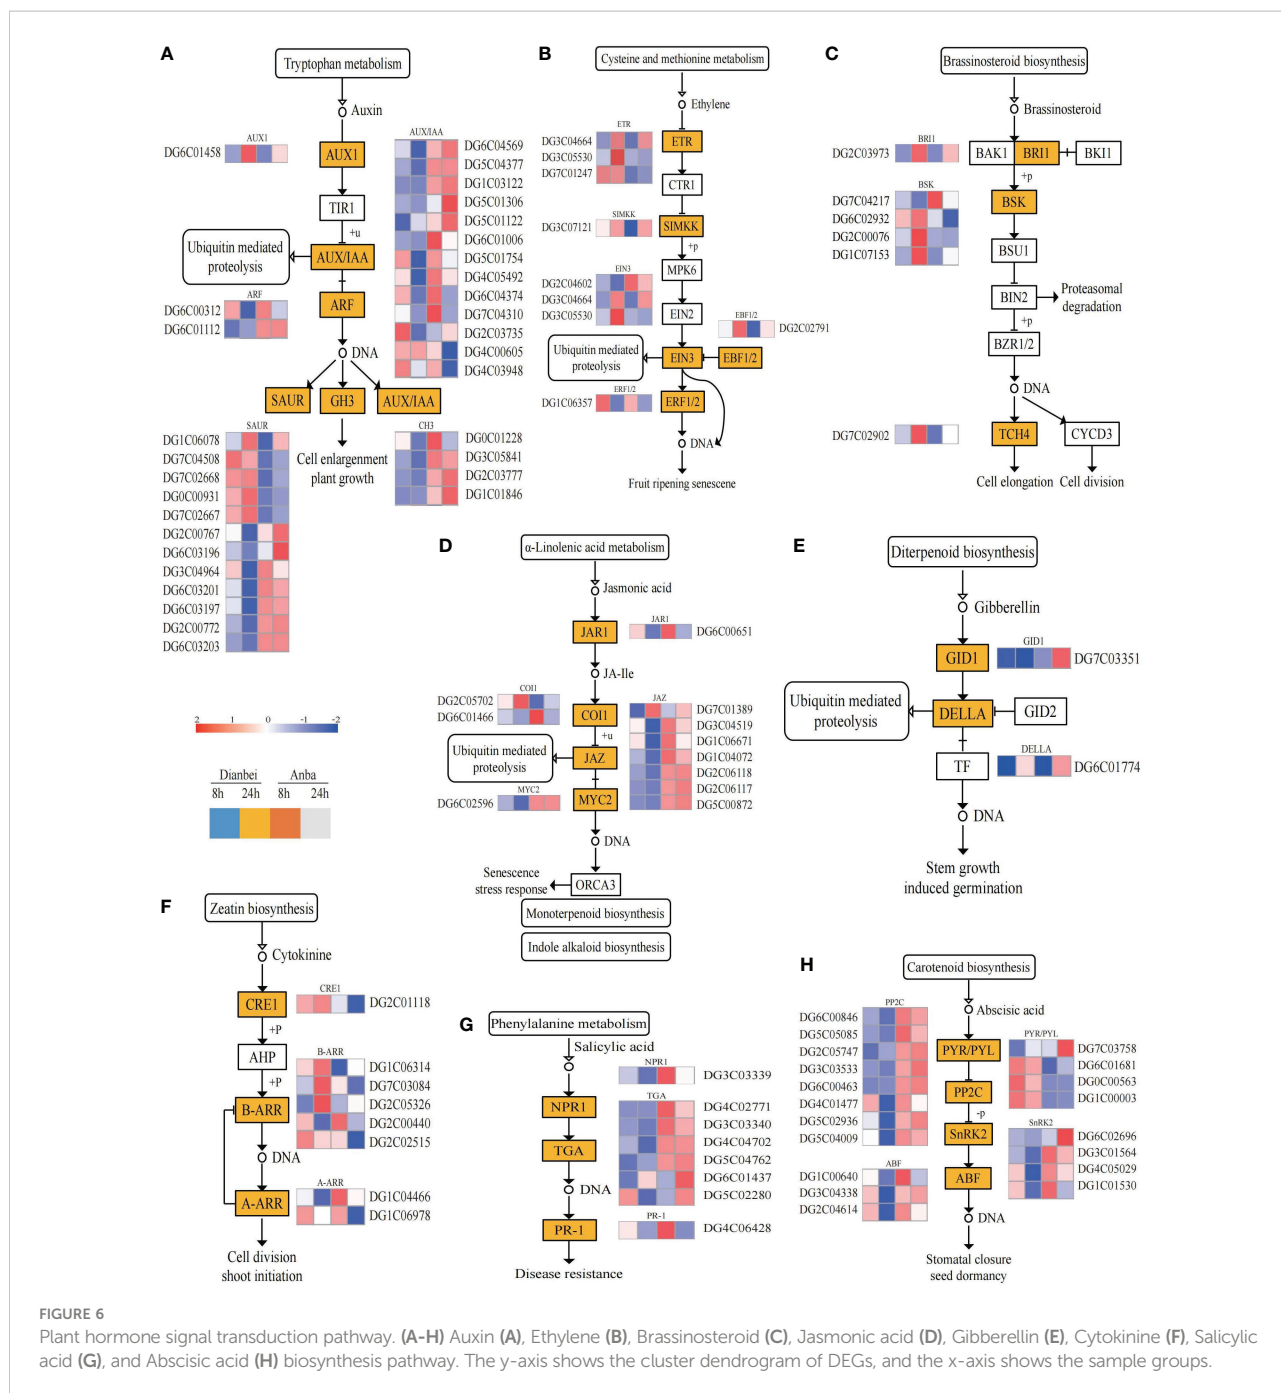 A
Tryptophan metabolism
Auxin
AUX1
DG6C01458
AUX1
TIR1
+u
Ubiquitin mediated
proteolysis
AUX/IAA
ARF
DG6C00312
DG6C01112
ARF
DNA
SAUR
GH3
AUX/IAA
Cell enlargenment
plant growth
AUX/IAA
DG6C04569
DG5C04377
DG1C03122
DG5C01306
DG5C01122
DG6C01006
DG5C01754
DG4C05492
DG6C04374
DG7C04310
DG2C03735
DG4C00605
DG4C03948
SAUR
DG1C06078
DG7C04508
DG7C02668
DG0C00931
DG7C02667
DG2C00767
DG6C03196
DG3C04964
DG6C03201
DG6C03197
DG2C00772
DG6C03203
CH3
DG0C01228
DG3C05841
DG2C03777
DG1C01846
B
Cysteine and methionine metabolism
Ethylene
ETR
DG3C04664
DG3C05530
DG7C01247
ETR
CTR1
SIMKK
DG3C07121
SIMKK
+p
MPK6
EIN3
DG2C04602
DG3C04664
DG3C05530
EIN2
EBF1/2
DG2C02791
Ubiquitin mediated
proteolysis
EIN3
EBF1/2
ERF1/2
DG1C06357
ERF1/2
DNA
Fruit ripening senescene
C
Brassinosteroid biosynthesis
Brassinosteroid
BRI1
DG2C03973
BAK1
BRI1
BKI1
+p
BSK
DG7C04217
DG6C02932
DG2C00076
DG1C07153
BSK
BSU1
BIN2
Proteasomal
degradation
+p
BZR1/2
DNA
DG7C02902
TCH4
CYCD3
Cell elongation
Cell division
D
α-Linolenic acid metabolism
Jasmonic acid
JAR1
JAR1
DG6C00651
JA-Ile
COI1
DG2C05702
DG6C01466
COI1
+u
Ubiquitin mediated
proteolysis
JAZ
MYC2
DG6C02596
MYC2
JAZ
DG7C01389
DG3C04519
DG1C06671
DG1C04072
DG2C06118
DG2C06117
DG5C00872
DNA
Senescence
stress response
ORCA3
Monoterpenoid biosynthesis
Indole alkaloid biosynthesis
E
Diterpenoid biosynthesis
Gibberellin
GID1
GID1
DG7C03351
Ubiquitin mediated
proteolysis
DELLA
GID2
DELLA
DG6C01774
TF
DNA
Stem growth
induced germination
2 1 0 -1 -2
Dianbei Anba
8h 24h 8h 24h
F
Zeatin biosynthesis
Cytokinine
CRE1
CRE1
DG2C01118
+P
AHP
+P
B-ARR
B-ARR
DG1C06314
DG7C03084
DG2C05326
DG2C00440
DG2C02515
DNA
A-ARR
A-ARR
DG1C04466
DG1C06978
Cell division
shoot initiation
G
Phenylalanine metabolism
Salicylic acid
NPR1
DG3C03339
NPR1
TGA
TGA
DG4C02771
DG3C03340
DG4C04702
DG5C04762
DG6C01437
DG5C02280
DNA
PR-1
PR-1
DG4C06428
Disease resistance
H
Carotenoid biosynthesis
Abscisic acid
PP2C
DG6C00846
DG5C05085
DG2C05747
DG3C03533
DG6C00463
DG4C01477
DG5C02936
DG5C04009
PYR/PYL
PYR/PYL
DG7C03758
DG6C01681
DG0C00563
DG1C00003
PP2C
-p
SnRK2
SnRK2
DG6C02696
DG3C01564
DG4C05029
DG1C01530
ABF
DG1C00640
DG3C04338
DG2C04614
ABF
DNA
Stomatal closure
seed dormancy
FIGURE 6
Plant hormone signal transduction pathway. (A-H) Auxin (A), Ethylene (B), Brassinosteroid (C), Jasmonic acid (D), Gibberellin (E), Cytokinine (F), Salicylic
acid (G), and Abscisic acid (H) biosynthesis pathway. The y-axis shows the cluster dendrogram of DEGs, and the x-axis shows the sample groups.